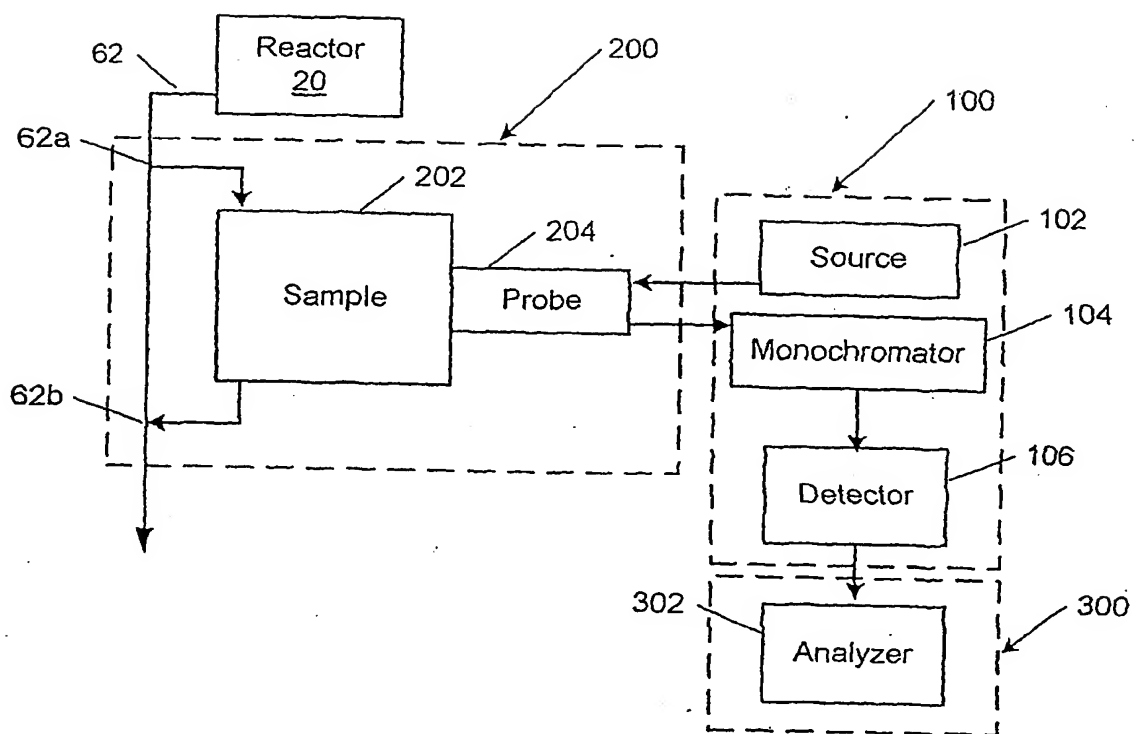 62
Reactor
20
200
100
62a
202
204
102
Source
Sample
Probe
104
Monochromator
62b
106
Detector
302
300
Analyzer